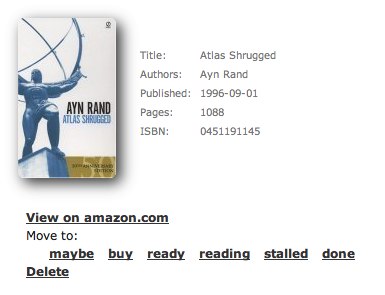 AYN RAND
ATLAS SHRUGGED
EDITION
Title: Atlas Shrugged
Authors: Ayn Rand
Published: 1996-09-01
Pages: 1088
ISBN: 0451191145
View on amazon.com
Move to:
maybe buy ready reading stalled done
Delete